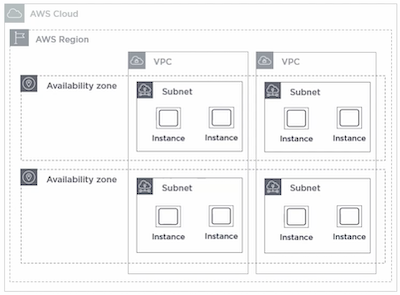 AWS Cloud
AWS Region
VPC
VPC
Availability zone
Subnet
Instance
Instance
Subnet
Instance
Instance
Availability zone
Subnet
Instance
Instance
Subnet
Instance
Instance